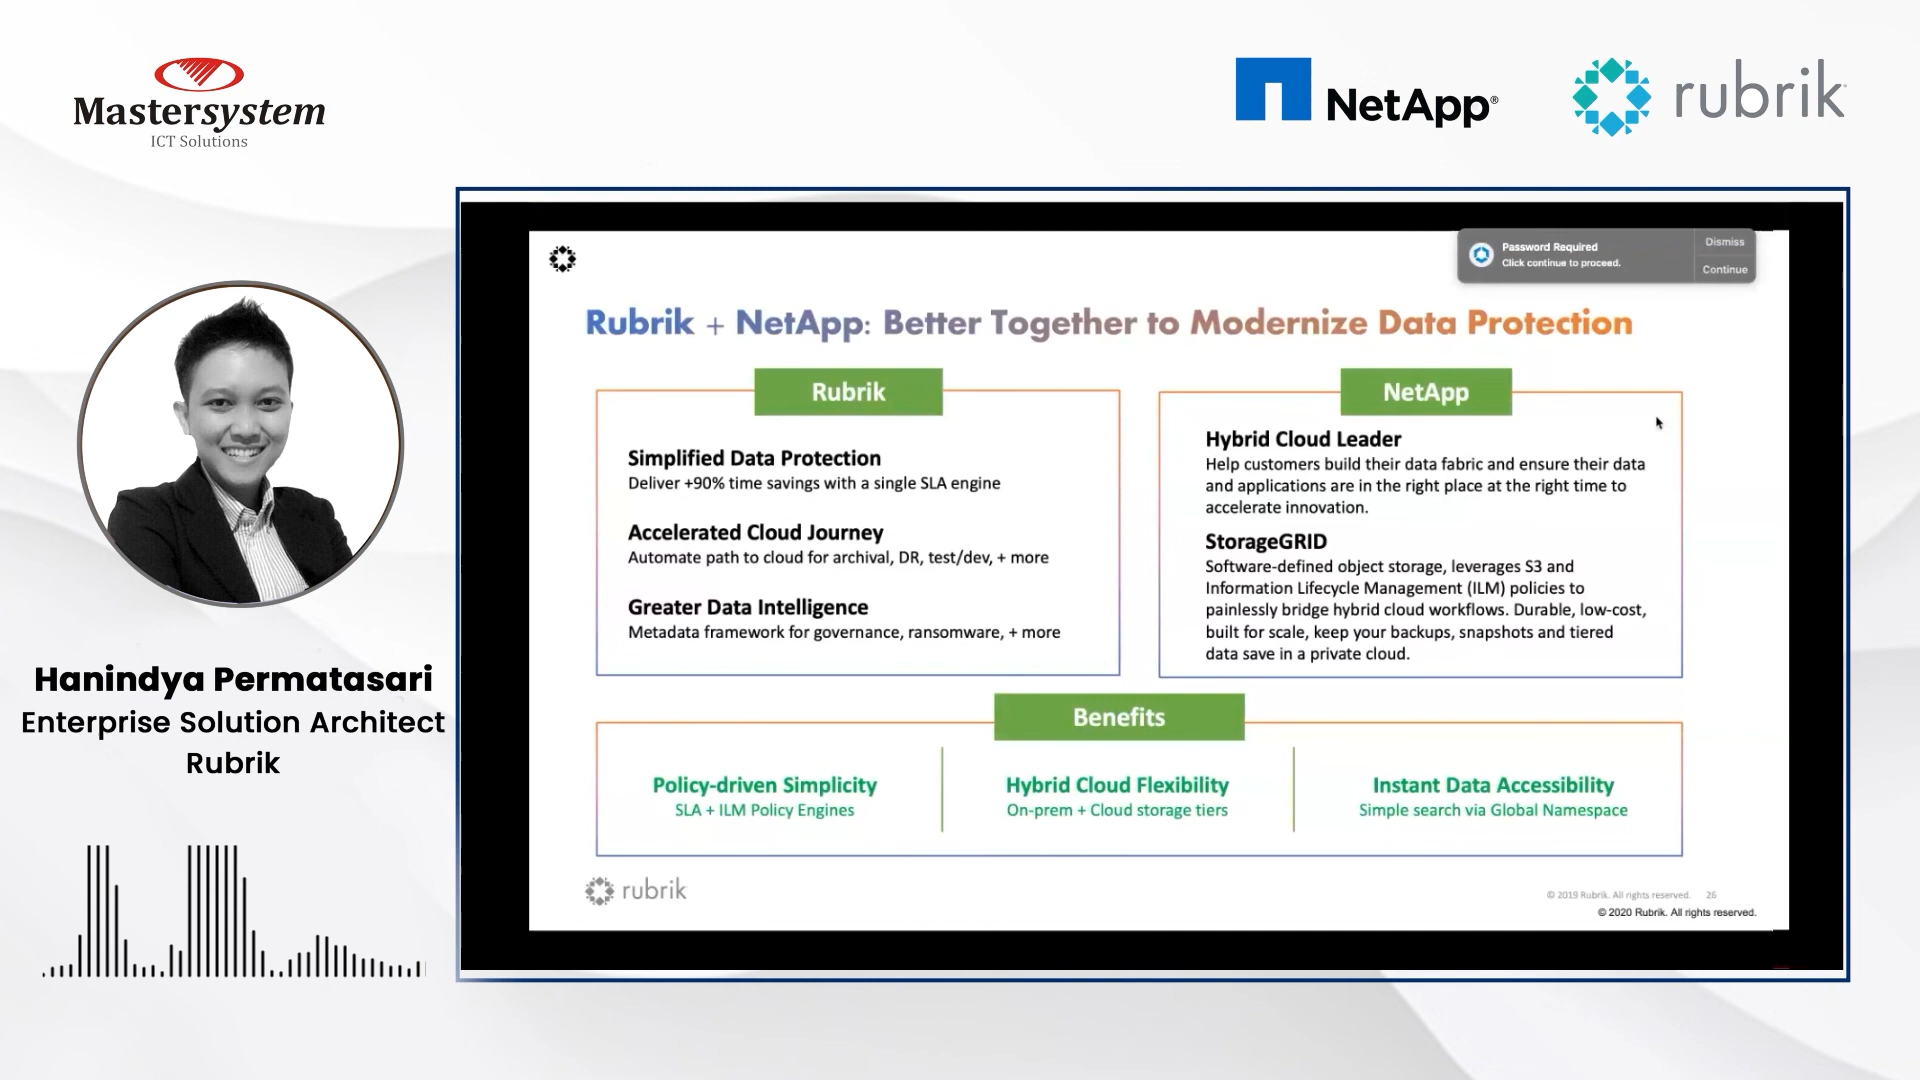 Mastersystem
ICT Solutions
NetApp®
rubrik
Password Required
Click continue to proceed.
Dismiss
Continue
Rubrik + NetApp: Better Together to Modernize Data Protection
Rubrik
Simplified Data Protection
Deliver +90% time savings with a single SLA engine
Accelerated Cloud Journey
Automate path to cloud for archival, DR, test/dev, + more
Greater Data Intelligence
Metadata framework for governance, ransomware, + more
NetApp
Hybrid Cloud Leader
Help customers build their data fabric and ensure their data
and applications are in the right place at the right time to
accelerate innovation.
StorageGRID
Software-defined object storage, leverages S3 and
Information Lifecycle Management (ILM) policies to
painlessly bridge hybrid cloud workflows. Durable, low-cost,
built for scale, keep your backups, snapshots and tiered
data save in a private cloud.
Benefits
Policy-driven Simplicity
SLA + ILM Policy Engines
Hybrid Cloud Flexibility
On-prem + Cloud storage tiers
Instant Data Accessibility
Simple search via Global Namespace
rubrik
© 2019 Rubrik. All rights reserved. 26
© 2020 Rubrik. All rights reserved.
Hanindya Permatasari
Enterprise Solution Architect
Rubrik